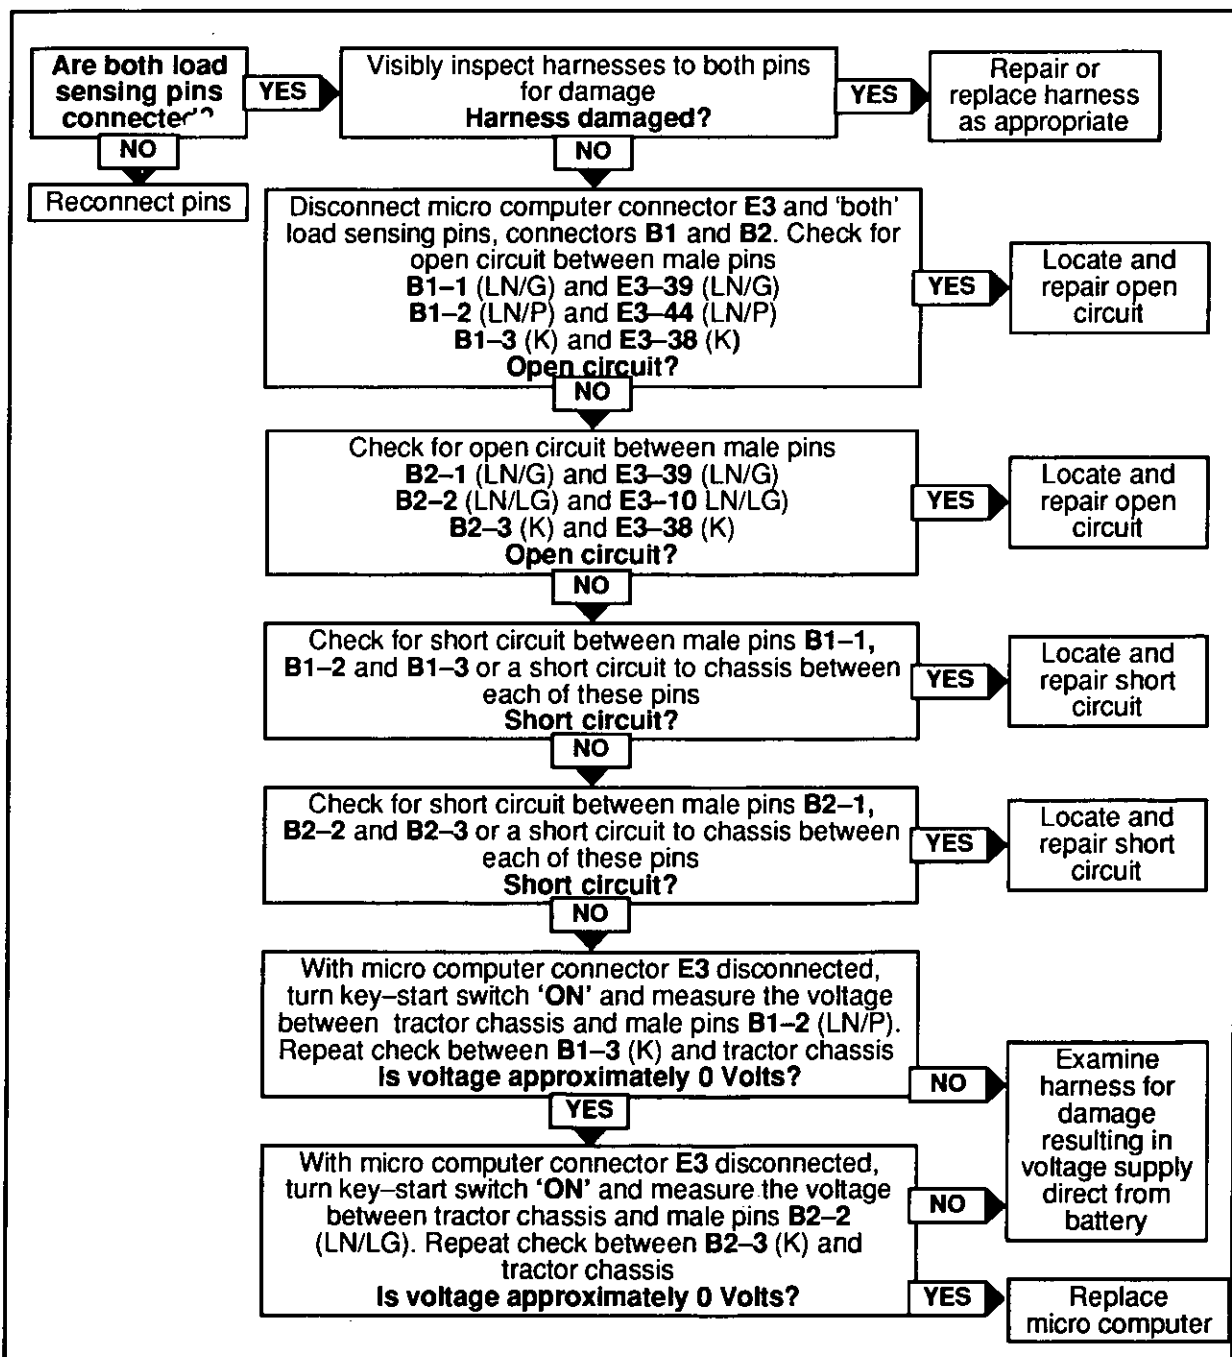 Are both load
sensing pins
connected?
YES
Visibly inspect harnesses to both pins
for damage
Harness damaged?
YES
Repair or
replace harness
as appropriate
NO
Reconnect pins
NO
Disconnect micro computer connector E3 and ‘both’
load sensing pins, connectors B1 and B2. Check for
open circuit between male pins
B1–1 (LN/G) and E3–39 (LN/G)
B1–2 (LN/P) and E3–44 (LN/P)
B1–3 (K) and E3–38 (K)
Open circuit?
YES
Locate and
repair open
circuit
NO
Check for open circuit between male pins
B2–1 (LN/G) and E3–39 (LN/G)
B2–2 (LN/LG) and E3–10 LN/LG)
B2–3 (K) and E3–38 (K)
Open circuit?
YES
Locate and
repair open
circuit
NO
Check for short circuit between male pins B1–1,
B1–2 and B1–3 or a short circuit to chassis between
each of these pins
Short circuit?
YES
Locate and
repair short
circuit
NO
Check for short circuit between male pins B2–1,
B2–2 and B2–3 or a short circuit to chassis between
each of these pins
Short circuit?
YES
Locate and
repair short
circuit
NO
With micro computer connector E3 disconnected,
turn key–start switch ‘ON’ and measure the voltage
between tractor chassis and male pins B1–2 (LN/P).
Repeat check between B1–3 (K) and tractor chassis
Is voltage approximately 0 Volts?
NO
Examine
harness for
damage
resulting in
voltage supply
direct from
battery
YES
With micro computer connector E3 disconnected,
turn key–start switch ‘ON’ and measure the voltage
between tractor chassis and male pins B2–2
(LN/LG). Repeat check between B2–3 (K) and
tractor chassis
Is voltage approximately 0 Volts?
NO
YES
Replace
micro computer